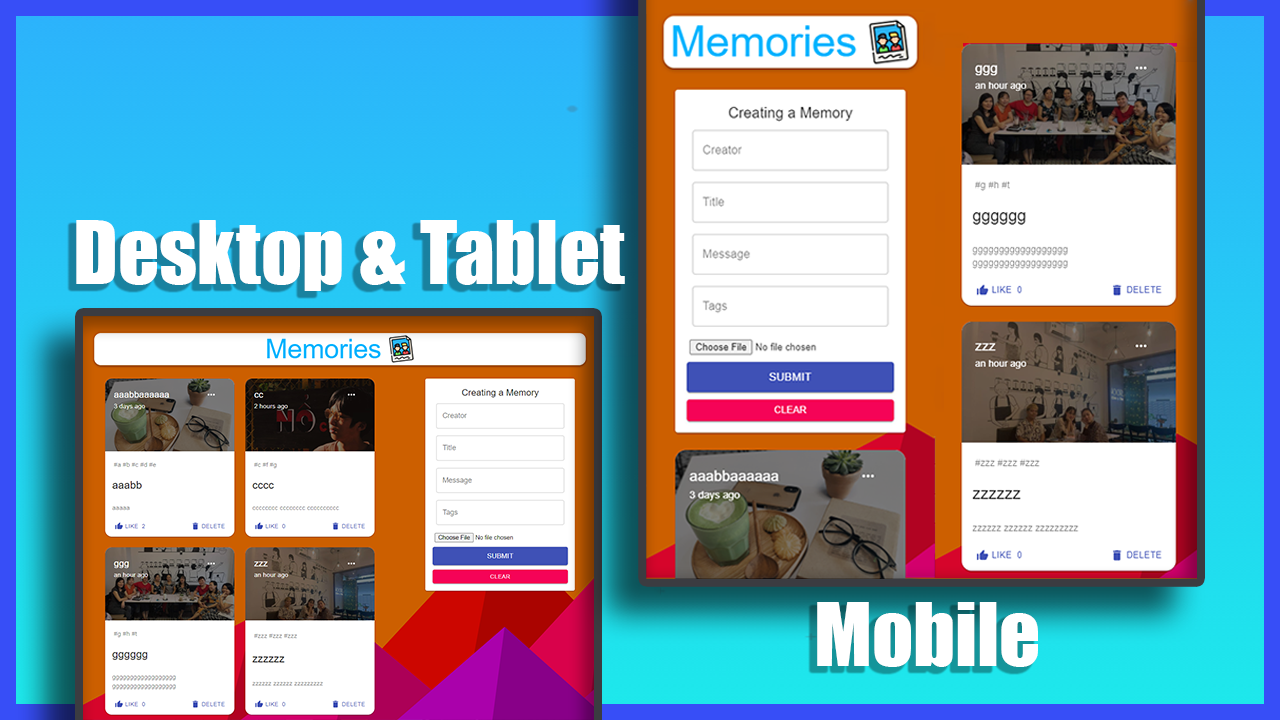 Desktop & Tablet
Memories
aaabbaaaaaa
3 days ago
#a #b #c #d #e
aaabb
aaaaa
LIKE 2
DELETE
cc
2 hours ago
#c #f #g
cccc
cccccccc cccccccc cccccccccc
LIKE 0
DELETE
ggg
an hour ago
#g #h #t
gggggg
gggggggggggggggggg
gggggggggggggggggg
LIKE 0
DELETE
zzz
an hour ago
#zzz #zzz #zzz
zzzzzz
zzzzzz zzzzzz zzzzzzzzz
LIKE 0
DELETE
Creating a Memory
Creator
Title
Message
Tags
Choose File No file chosen
SUBMIT
CLEAR
Memories
Creating a Memory
Creator
Title
Message
Tags
Choose File No file chosen
SUBMIT
CLEAR
aaabbaaaaaa
3 days ago
ggg
an hour ago
#g #h #t
gggggg
gggggggggggggggggg
gggggggggggggggggg
LIKE 0
DELETE
zzz
an hour ago
#zzz #zzz #zzz
zzzzzz
zzzzzz zzzzzz zzzzzzzzz
LIKE 0
DELETE
Mobile